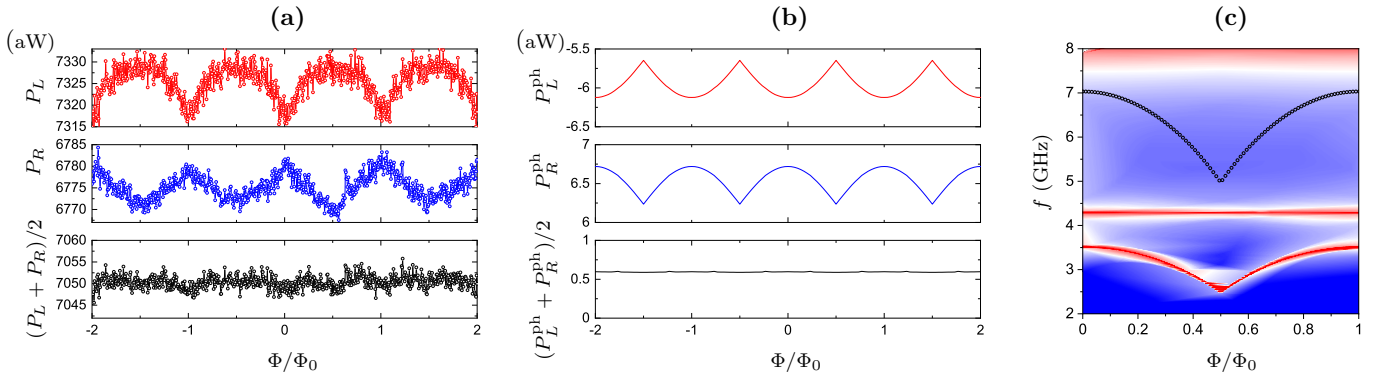 (a)
(aW)
P_L
7330
7325
7320
7315
P_R
6785
6775
6770
(P_L + P_R)/2
7060
7055
7050
7045
-2 -1 0 1 2
Φ/Φ_0
(b)
(aW)
P_L^ph
-5.5
-6
-6.5
P_R^ph
7
6.5
6
(P_L^ph + P_R^ph)/2
1
0.5
0
-2 -1 0 1 2
Φ/Φ_0
(c)
f (GHz)
8
7
6
5
4
3
2
0 0.2 0.4 0.6 0.8 1
Φ/Φ_0